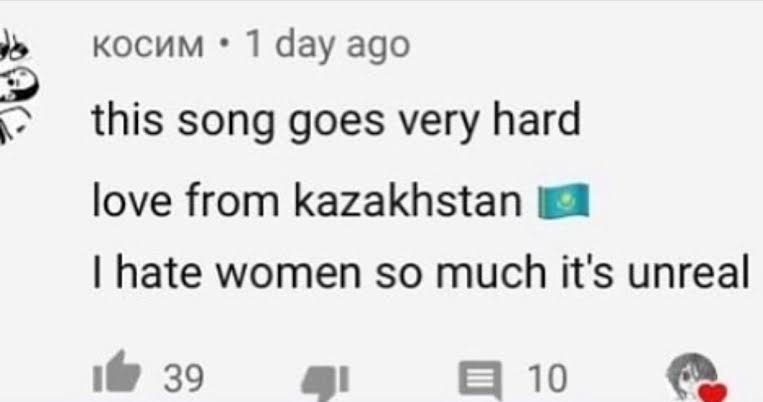 косим • 1 day ago
this song goes very hard
love from kazakhstan 🇰🇿
I hate women so much it's unreal
39 10